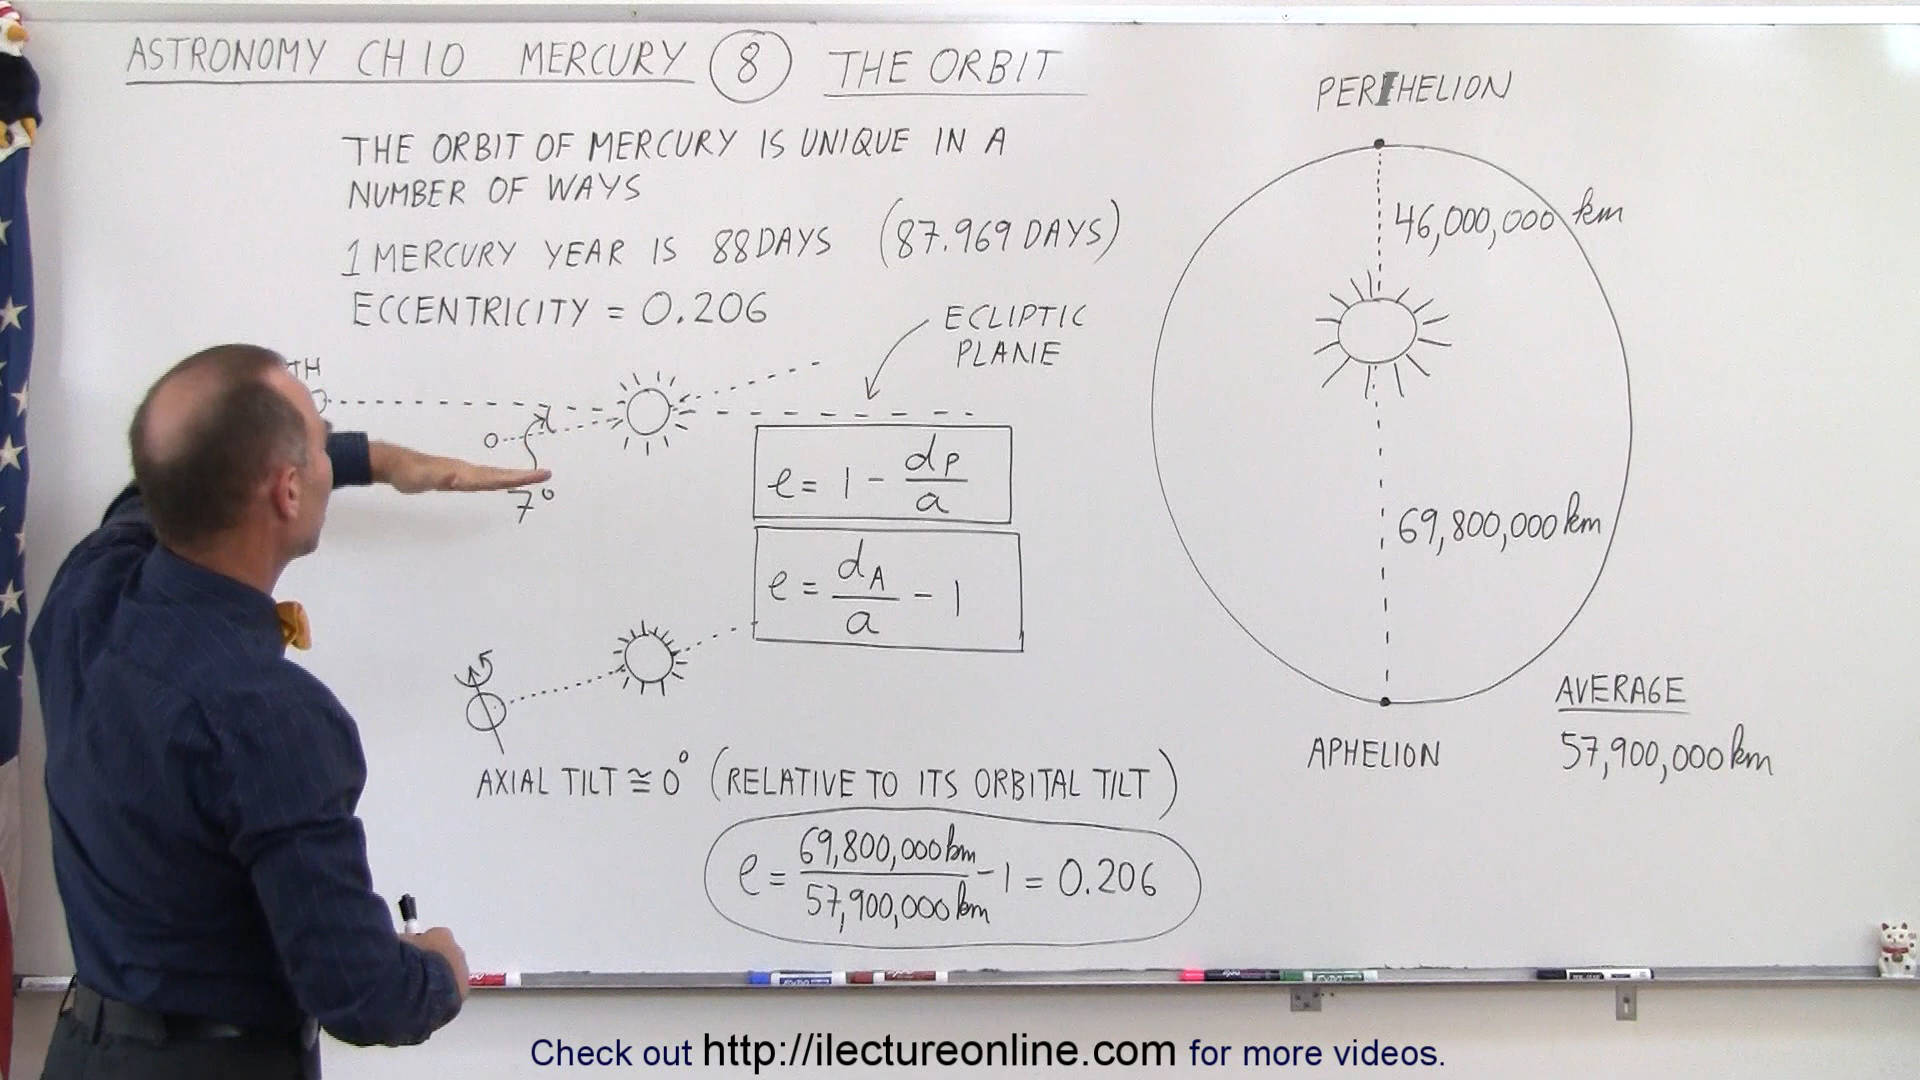 ASTRONOMY CH 10 MERCURY 8 THE ORBIT
THE ORBIT OF MERCURY IS UNIQUE IN A
NUMBER OF WAYS
1 MERCURY YEAR IS 88 DAYS (87.969 DAYS)
ECCENTRICITY = 0.206
ECLIPTIC
PLANE
TH
7°
e = 1 - dP/a
e = dA/a - 1
AXIAL TILT ≅ 0° (RELATIVE TO ITS ORBITAL TILT)
e = 69,800,000 km / 57,900,000 km - 1 = 0.206
PERIHELION
46,000,000 km
69,800,000 km
APHELION
AVERAGE
57,900,000 km
Check out http://ilectureonline.com for more videos.